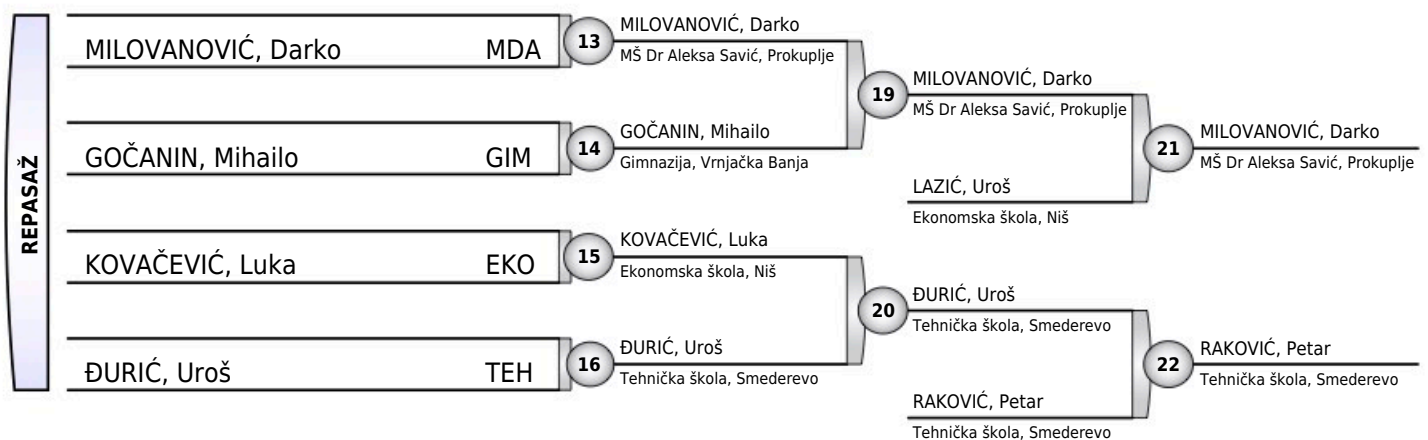 REPASAŽ
MILOVANOVIĆ, Darko MDA
GOČANIN, Mihailo GIM
KOVAČEVIĆ, Luka EKO
ĐURIĆ, Uroš TEH
13
MILOVANOVIĆ, Darko
MŠ Dr Aleksa Savić, Prokuplje
14
GOČANIN, Mihailo
Gimnazija, Vrnjačka Banja
15
KOVAČEVIĆ, Luka
Ekonomska škola, Niš
16
ĐURIĆ, Uroš
Tehnička škola, Smederevo
19
MILOVANOVIĆ, Darko
MŠ Dr Aleksa Savić, Prokuplje
LAZIĆ, Uroš
Ekonomska škola, Niš
20
ĐURIĆ, Uroš
Tehnička škola, Smederevo
RAKOVIĆ, Petar
Tehnička škola, Smederevo
21
MILOVANOVIĆ, Darko
MŠ Dr Aleksa Savić, Prokuplje
22
RAKOVIĆ, Petar
Tehnička škola, Smederevo